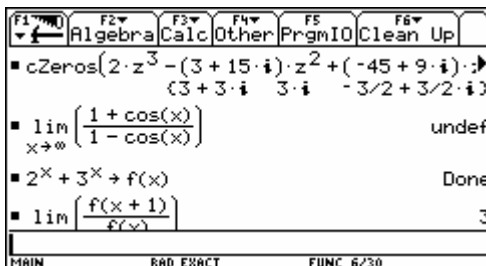 F1 F2 F3 F4 F5 F6
Algebra Calc Other PrgmIO Clean Up
▪ cZeros(2·z³-(3+15·i)·z²+(-45+9·i)·z▶
{3+3·i 3·i -3/2+3/2·i}
▪ lim x→∞ ((1+cos(x))/(1-cos(x))) undef
▪ 2^x+3^x→f(x) Done
▪ lim (f(x+1)/f(x)) 3
MAIN RAD EXACT FUNC 6/30